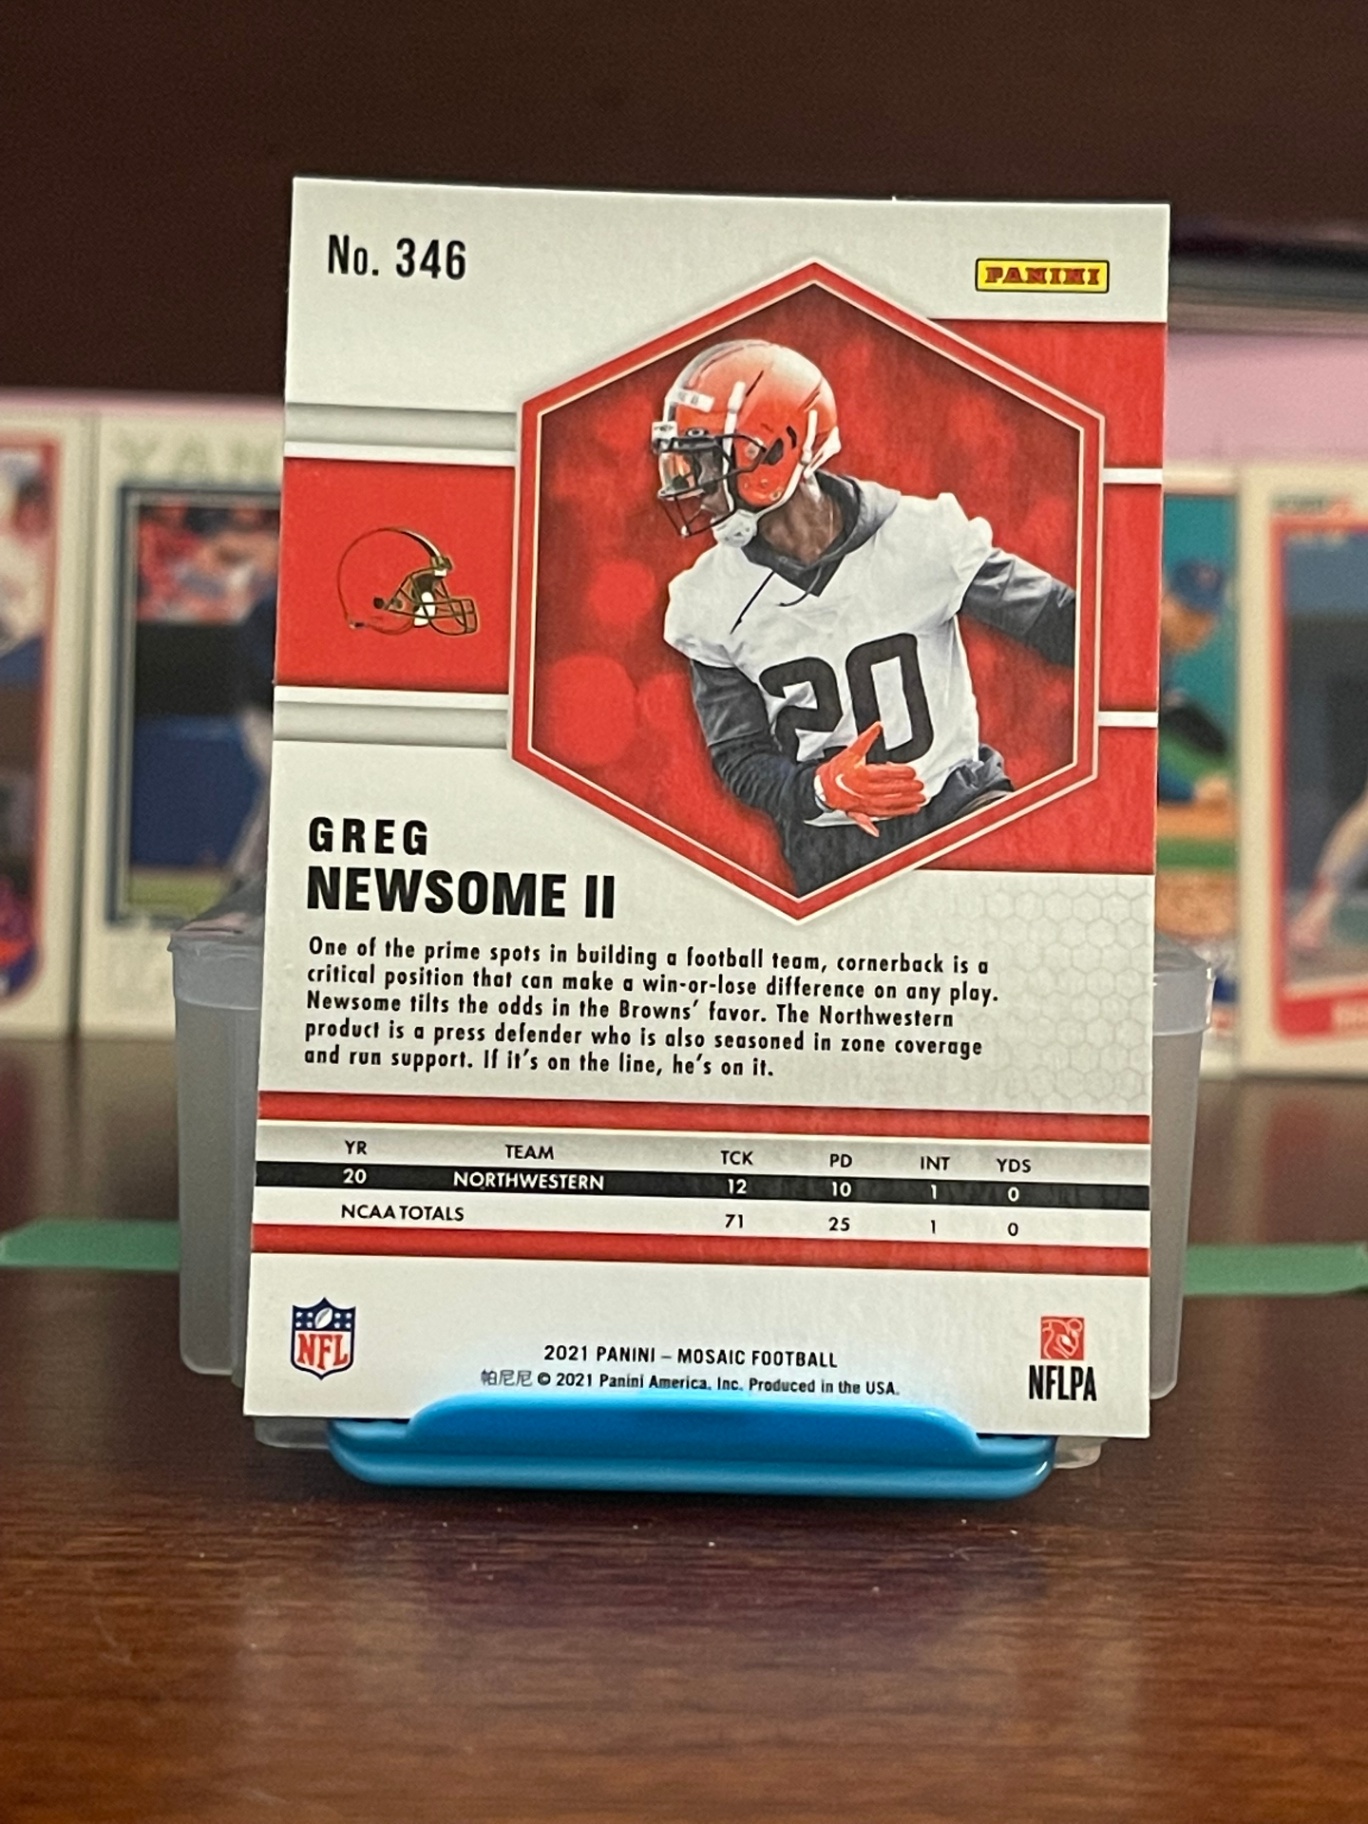 No. 346
PANINI
20
GREG
NEWSOME II
One of the prime spots in building a football team, cornerback is a
critical position that can make a win-or-lose difference on any play.
Newsome tilts the odds in the Browns' favor. The Northwestern
product is a press defender who is also seasoned in zone coverage
and run support. If it's on the line, he's on it.
YR TEAM TCK PD INT YDS
20 NORTHWESTERN 12 10 1 0
NCAA TOTALS 71 25 1 0
NFL
2021 PANINI – MOSAIC FOOTBALL
帕尼尼 © 2021 Panini America, Inc. Produced in the USA.
NFLPA